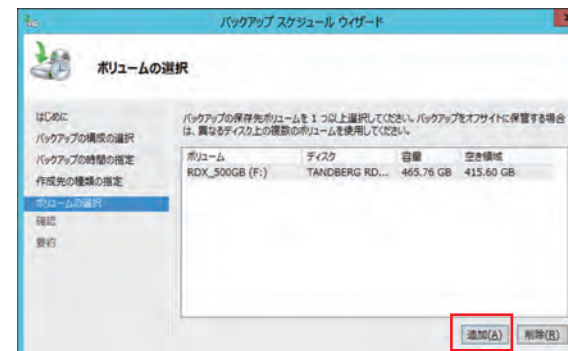 バックアップ スケジュール ウィザード
ボリュームの選択
はじめに
バックアップの構成の選択
バックアップの時間の指定
作成先の種類の指定
ボリュームの選択
確認
要約
バックアップの保存先ボリュームを 1 つ以上選択してください。バックアップをオフサイトに保管する場合
は、異なるディスク上の複数のボリュームを使用してください。
ボリューム ディスク 容量 空き領域
RDX_500GB (F:) TANDBERG RD... 465.76 GB 415.60 GB
追加(A) 削除(R)